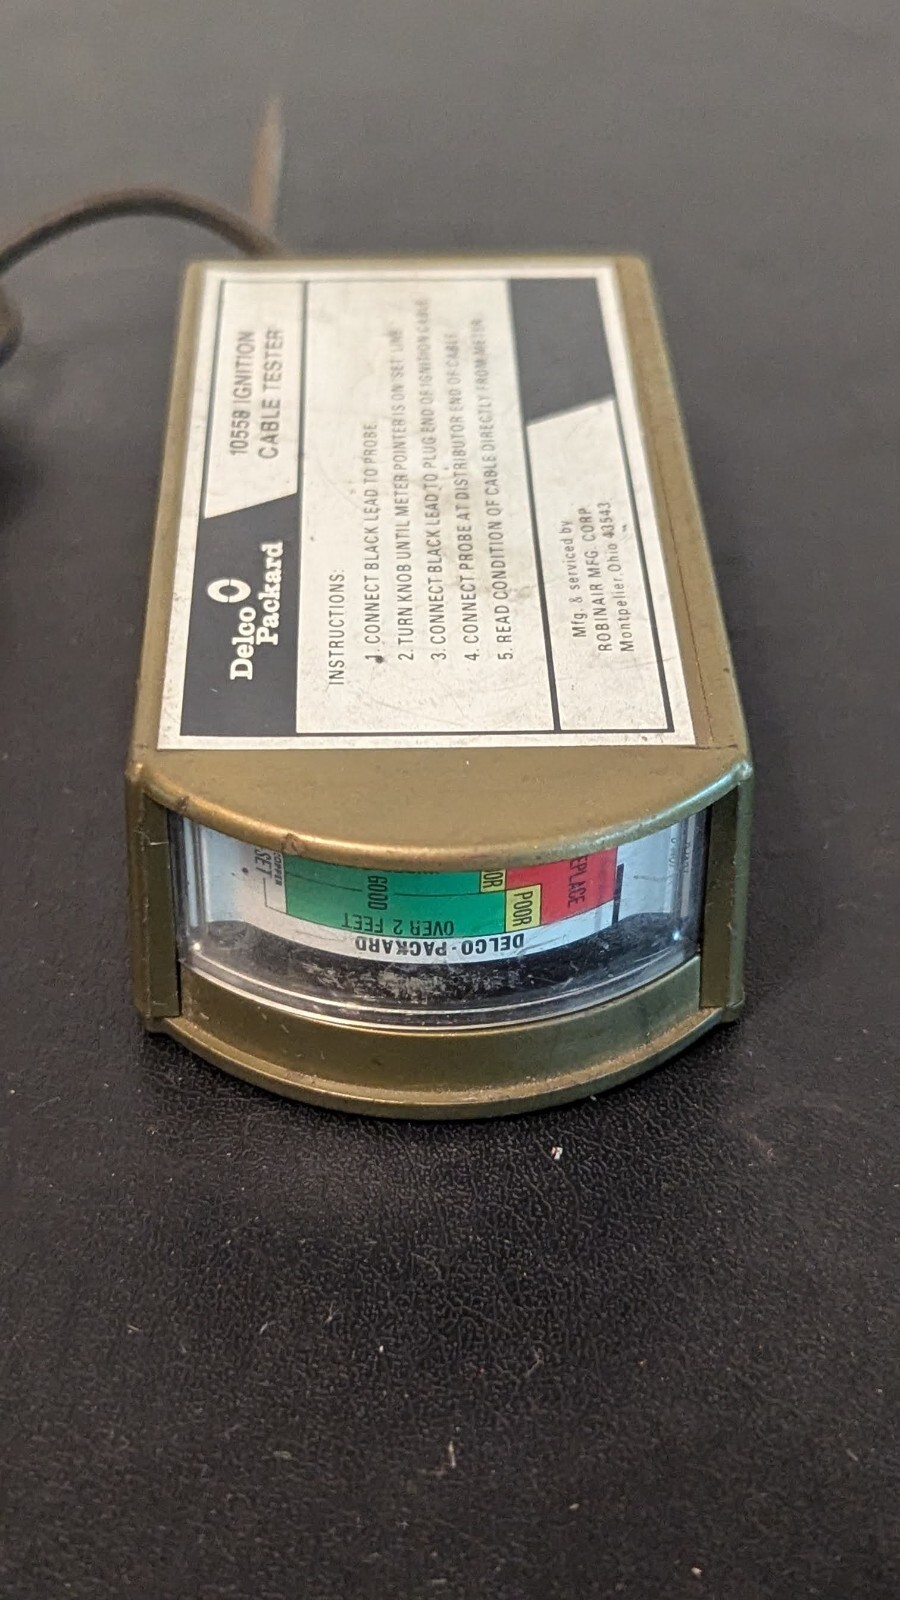 Delco
Packard
10558 IGNITION
CABLE TESTER
INSTRUCTIONS:
1. CONNECT BLACK LEAD TO PROBE
2. TURN KNOB UNTIL METER POINTER IS ON "SET" LINE
3. CONNECT BLACK LEAD TO PLUG END OF IGNITION CABLE
4. CONNECT PROBE AT DISTRIBUTOR END OF CABLE
5. READ CONDITION OF CABLE DIRECTLY FROM METER
Mfg. & serviced by
ROBINAIR MFG. CORP.
Montpelier, Ohio 43543
DELCO-PACKARD
OVER 2 FEET
POOR
GOOD
SET
COPPER